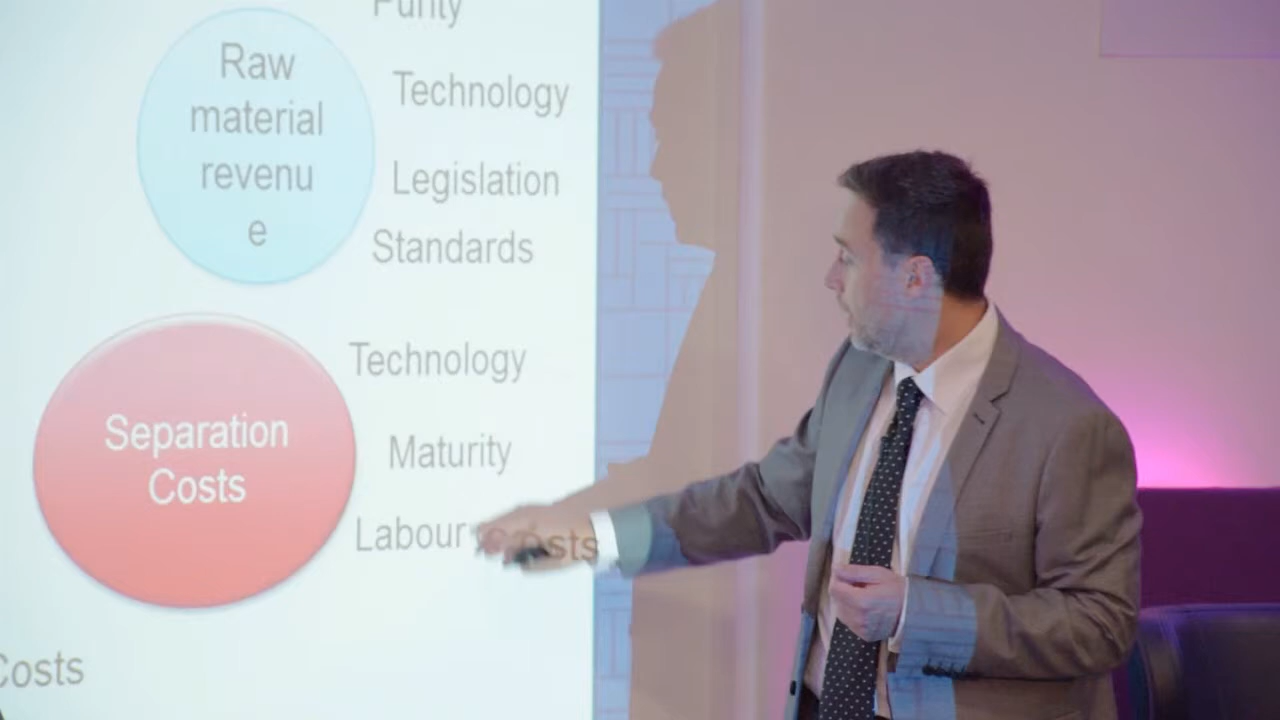 Purity
Raw
material
revenu
e
Technology
Legislation
Standards
Separation
Costs
Technology
Maturity
Labour costs
Costs